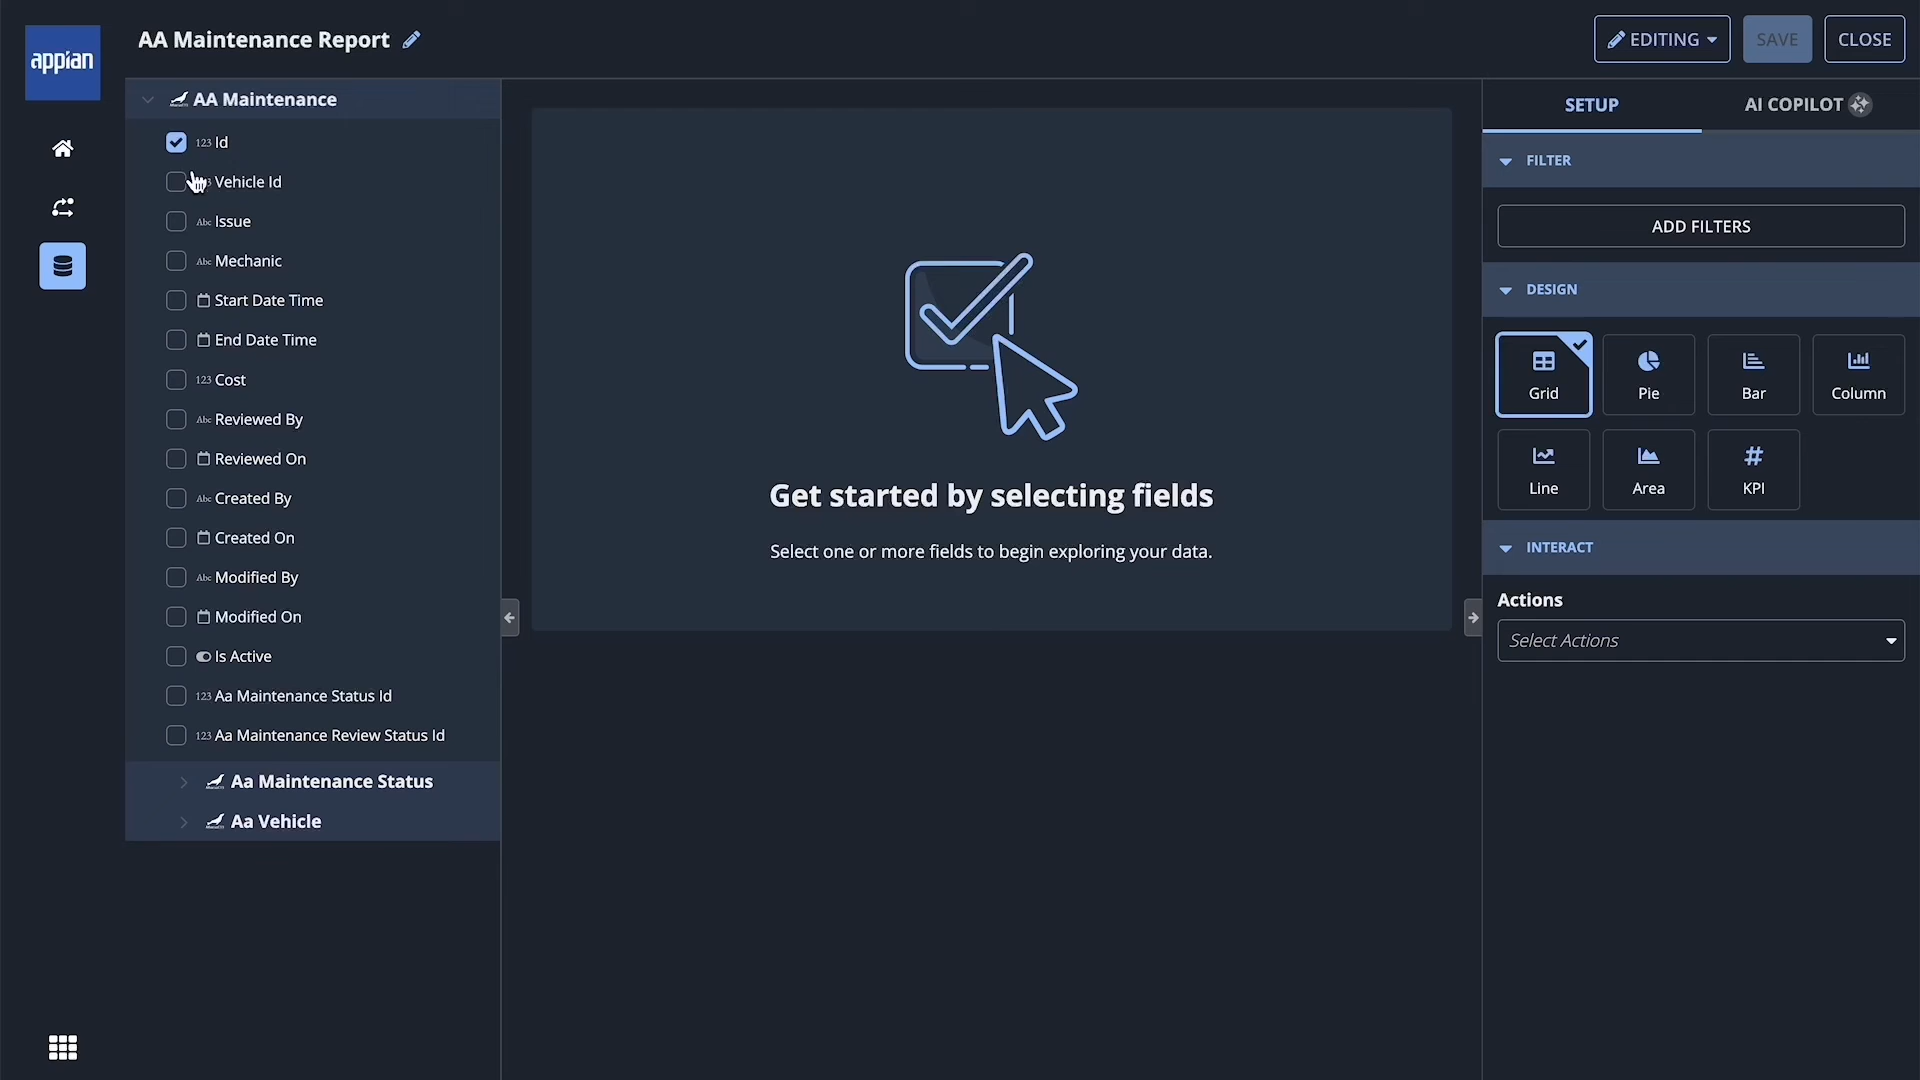 appian
AA Maintenance Report
EDITING
SAVE
CLOSE
AA Maintenance
123 Id
Vehicle Id
Abc Issue
Abc Mechanic
Start Date Time
End Date Time
123 Cost
Abc Reviewed By
Reviewed On
Abc Created By
Created On
Abc Modified By
Modified On
Is Active
123 Aa Maintenance Status Id
123 Aa Maintenance Review Status Id
Aa Maintenance Status
Aa Vehicle
Get started by selecting fields
Select one or more fields to begin exploring your data.
SETUP
AI COPILOT
FILTER
ADD FILTERS
DESIGN
Grid
Pie
Bar
Column
Line
Area
# KPI
INTERACT
Actions
Select Actions